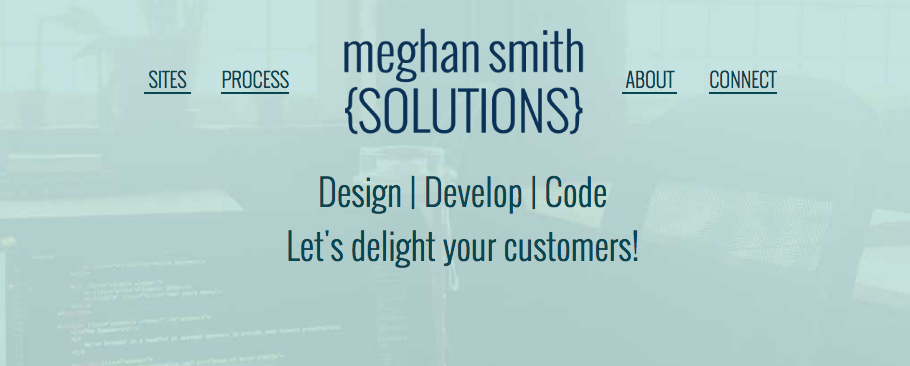 meghan smith
{SOLUTIONS}
SITES PROCESS ABOUT CONNECT
Design | Develop | Code
Let's delight your customers!